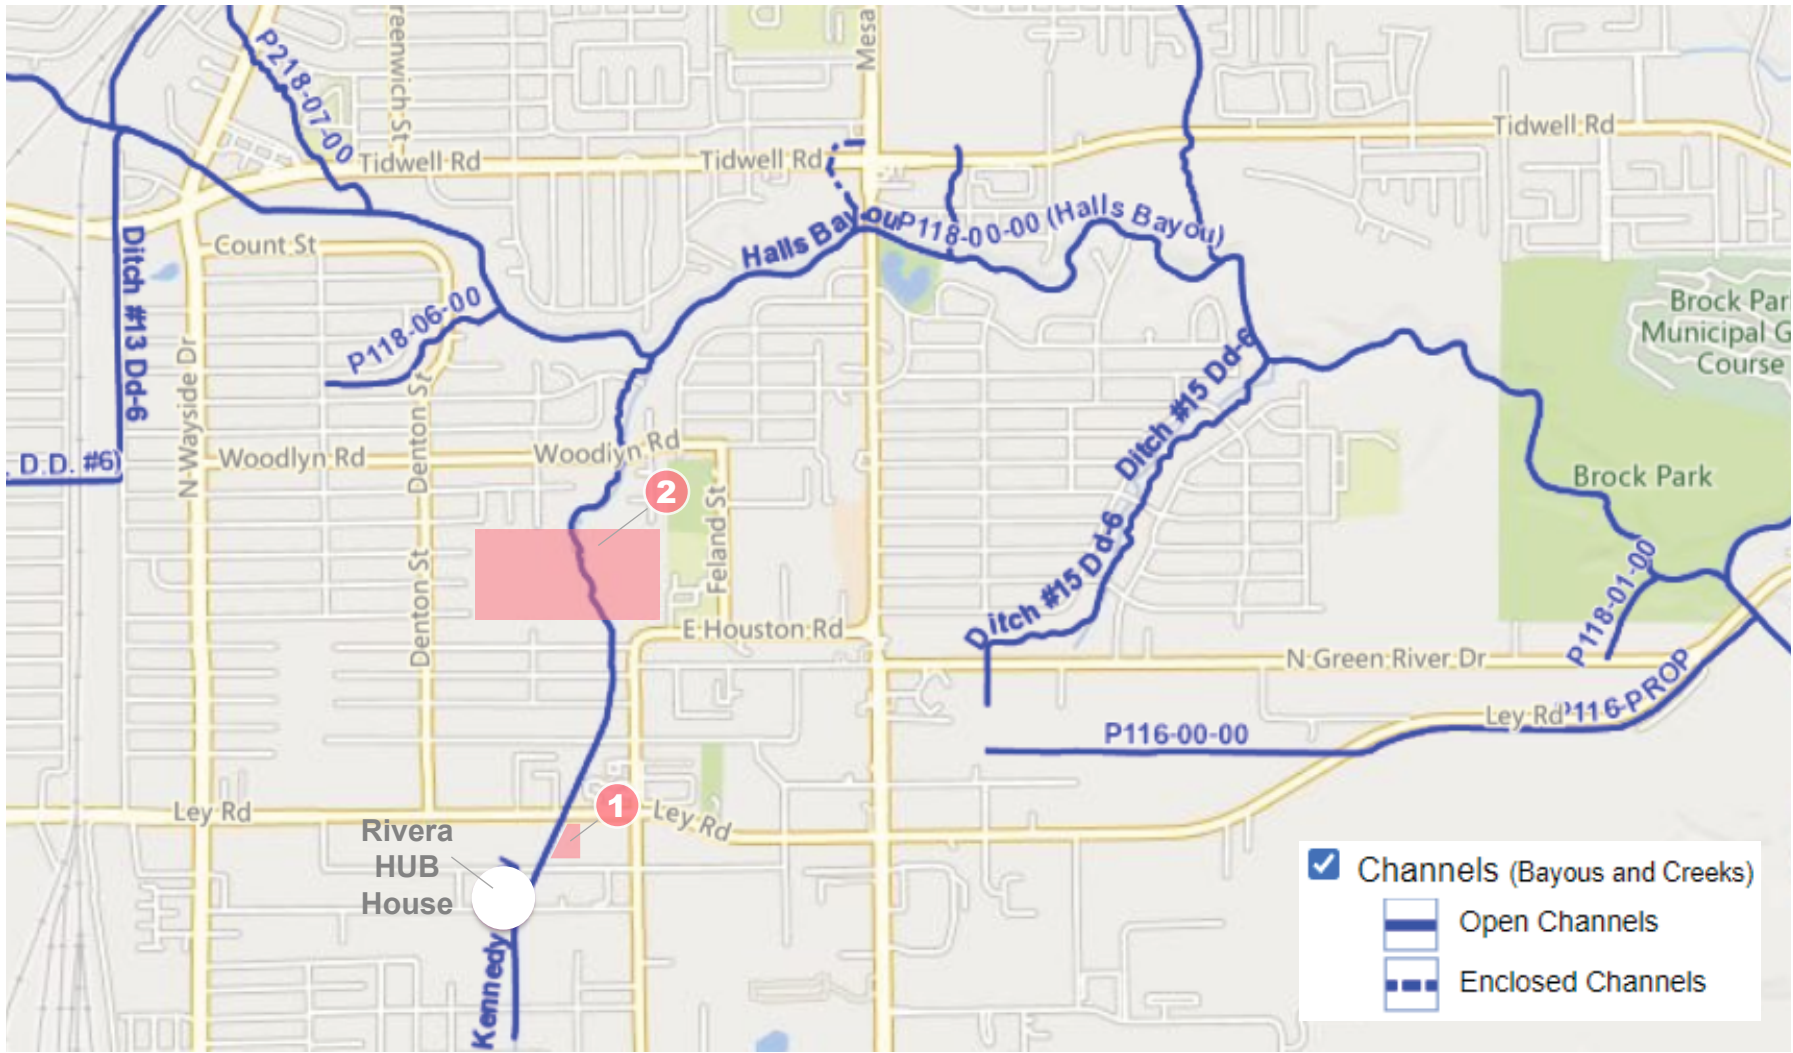 P218-07-00
reenwich St
Mesa
Tidwell Rd
Tidwell Rd
Tidwell Rd
Halls Bayou
P118-00-00 (Halls Bayou)
Count St
Ditch #13 Dd-6
P118-06-00
N Wayside Dr
Denton St
Brock Par
Municipal G
Course
Ditch #15 Dd-6
D.D. #6)
Woodlyn Rd
Woodlyn Rd
2
Feland St
Brock Park
Ditch #15 Dd-6
Denton St
E Houston Rd
P118-01-00
N Green River Dr
P116-00-00
Ley Rd
P116-PROP
Ley Rd
1
Ley Rd
Rivera
HUB
House
Kennedy
Channels (Bayous and Creeks)
Open Channels
Enclosed Channels